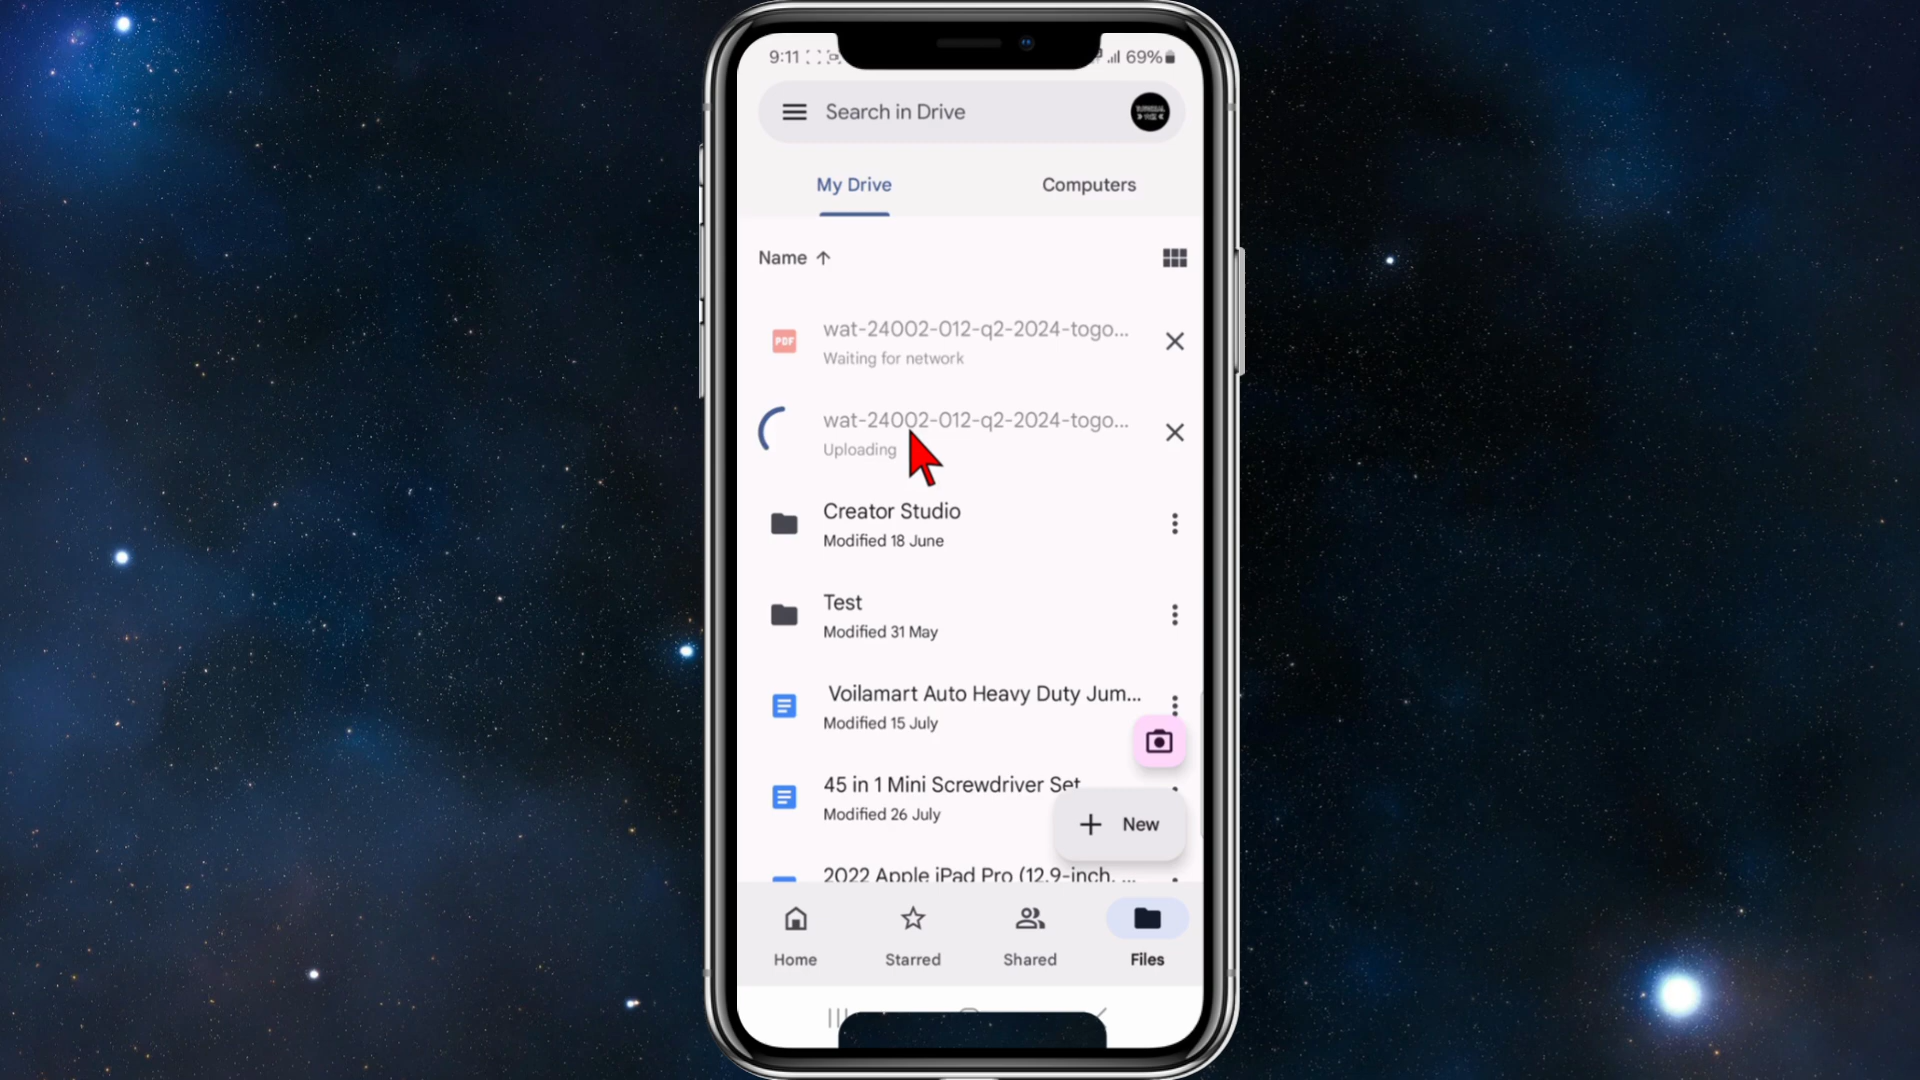 9:11
69%
Search in Drive
My Drive
Computers
Name
wat-24002-012-q2-2024-togo...
PDF
Waiting for network
wat-24002-012-q2-2024-togo...
Uploading
Creator Studio
Modified 18 June
Test
Modified 31 May
Voilamart Auto Heavy Duty Jum...
Modified 15 July
45 in 1 Mini Screwdriver Set
Modified 26 July
New
2022 Apple iPad Pro (12.9-inch, ...
Home
Starred
Shared
Files